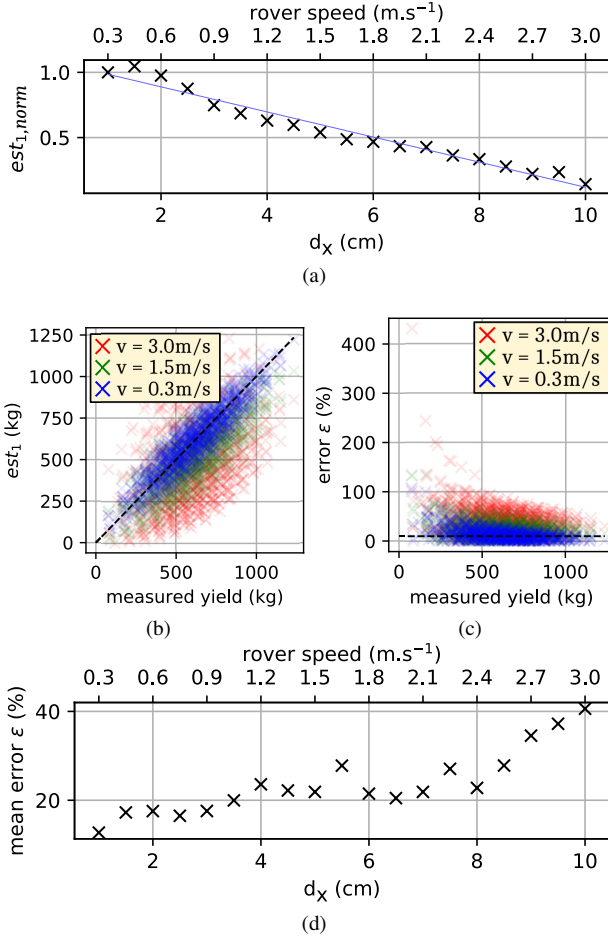 rover speed (m.s⁻¹)
0.3 0.6 0.9 1.2 1.5 1.8 2.1 2.4 2.7 3.0
est₁,norm
1.0
0.5
2 4 6 8 10
dx (cm)
(a)
est₁ (kg)
1250
1000
750
500
250
0
v = 3.0m/s
v = 1.5m/s
v = 0.3m/s
0 500 1000
measured yield (kg)
(b)
error ε (%)
400
300
200
100
0
v = 3.0m/s
v = 1.5m/s
v = 0.3m/s
0 500 1000
measured yield (kg)
(c)
rover speed (m.s⁻¹)
0.3 0.6 0.9 1.2 1.5 1.8 2.1 2.4 2.7 3.0
mean error ε (%)
40
20
2 4 6 8 10
dx (cm)
(d)